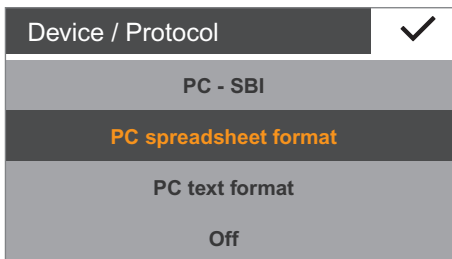 Device / Protocol
PC - SBI
PC spreadsheet format
PC text format
Off